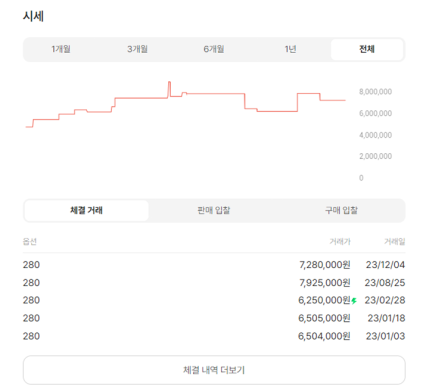 시세
1개월 3개월 6개월 1년 전체
8,000,000
6,000,000
4,000,000
2,000,000
0
체결 거래 판매 입찰 구매 입찰
옵션 거래가 거래일
280 7,280,000원 23/12/04
280 7,925,000원 23/08/25
280 6,250,000원 23/02/28
280 6,505,000원 23/01/18
280 6,504,000원 23/01/03
체결 내역 더보기